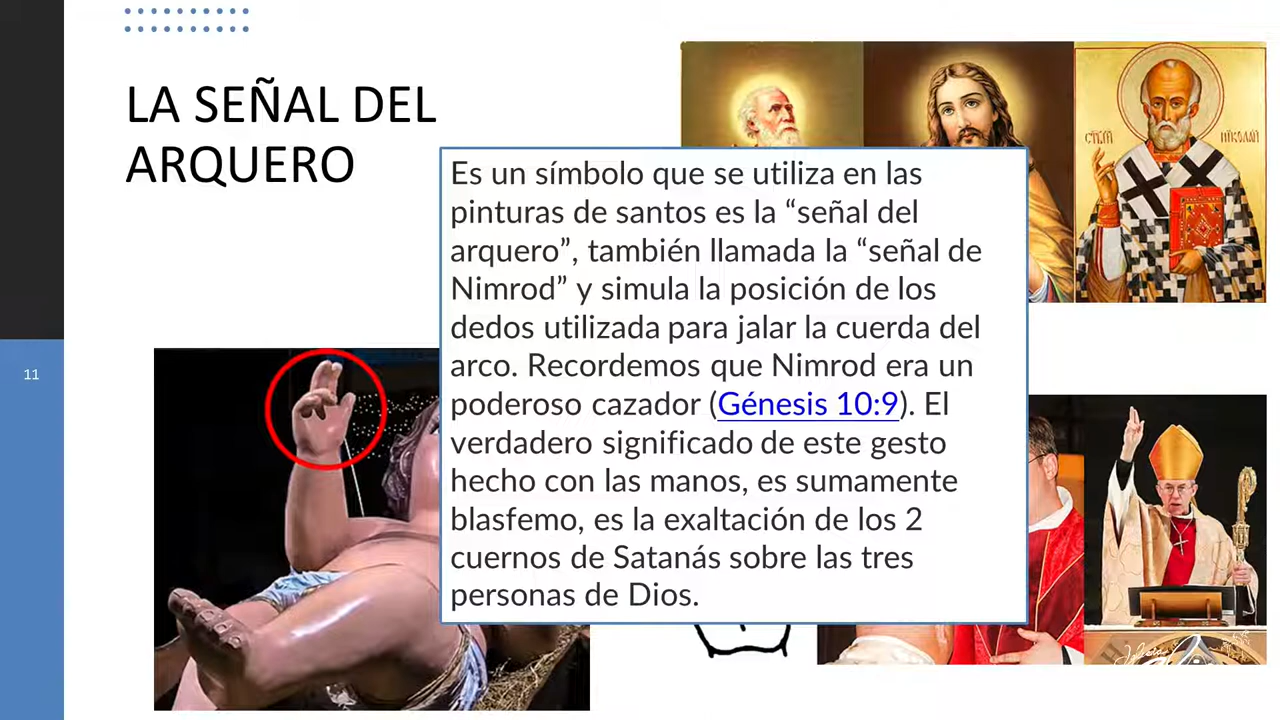 LA SEÑAL DEL
ARQUERO
11
Es un símbolo que se utiliza en las
pinturas de santos es la “señal del
arquero”, también llamada la “señal de
Nimrod” y simula la posición de los
dedos utilizada para jalar la cuerda del
arco. Recordemos que Nimrod era un
poderoso cazador (Génesis 10:9). El
verdadero significado de este gesto
hecho con las manos, es sumamente
blasfemo, es la exaltación de los 2
cuernos de Satanás sobre las tres
personas de Dios.